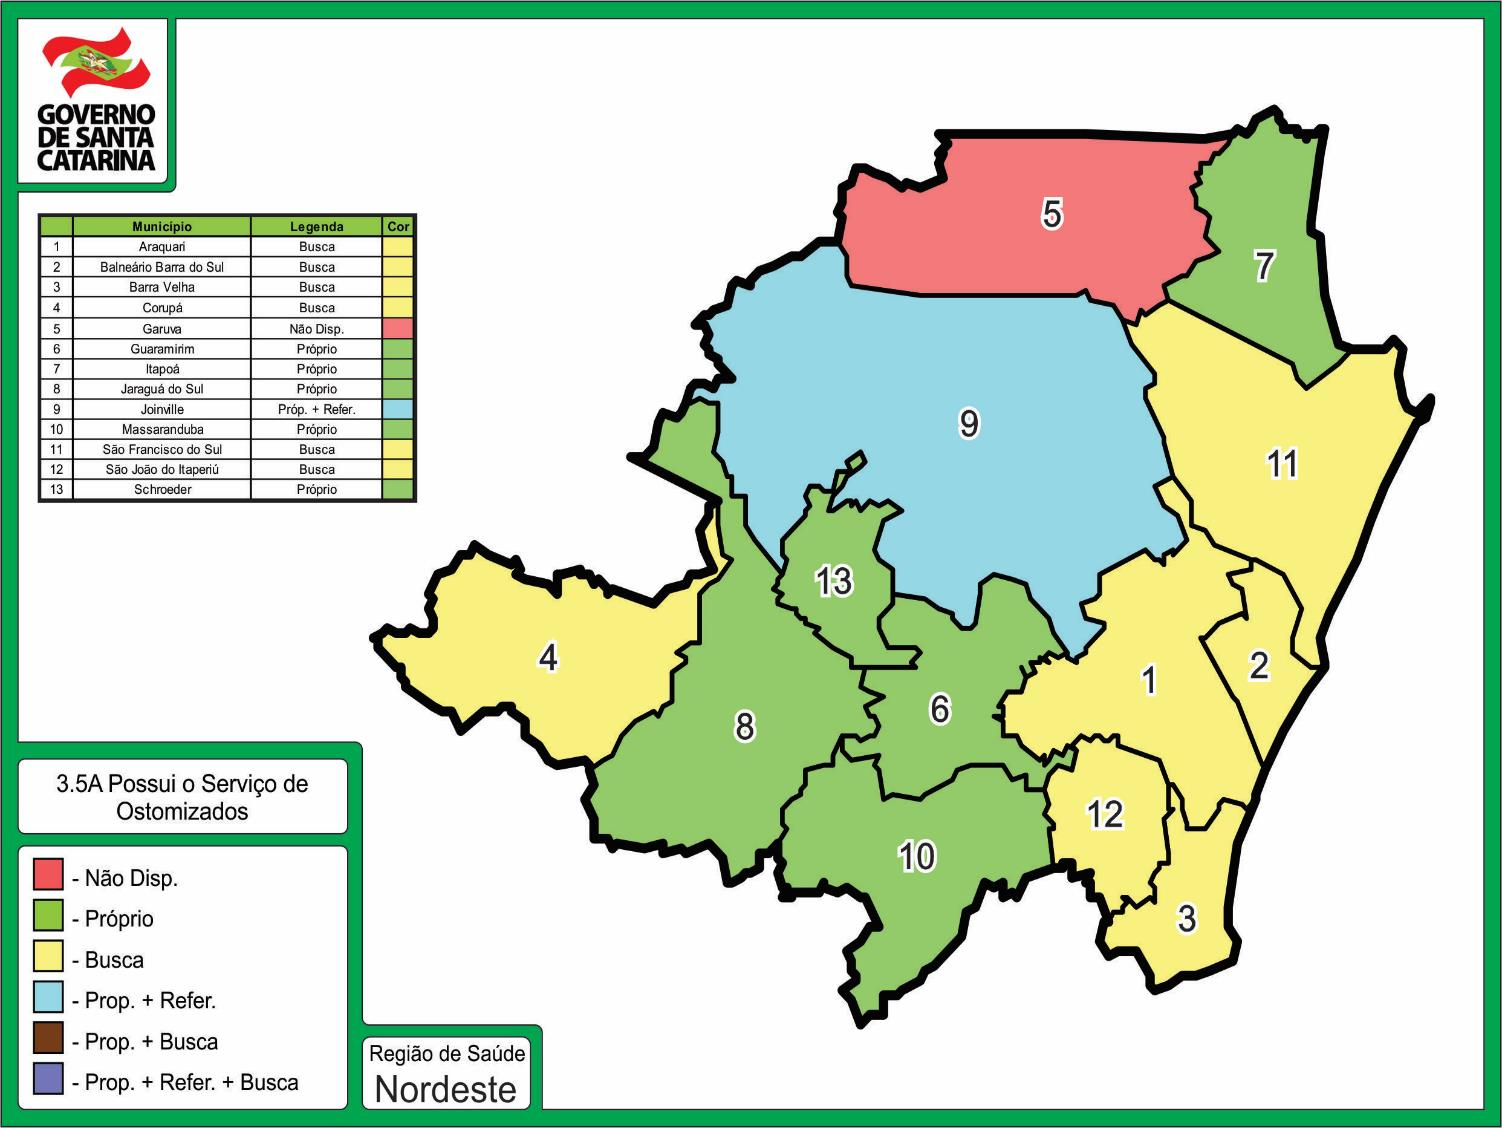 GOVERNO
DE SANTA
CATARINA
Município Legenda Cor
1 Araquari Busca
2 Balneário Barra do Sul Busca
3 Barra Velha Busca
4 Corupá Busca
5 Garuva Não Disp.
6 Guaramirim Próprio
7 Itapoá Próprio
8 Jaraguá do Sul Próprio
9 Joinville Próp. + Refer.
10 Massaranduba Próprio
11 São Francisco do Sul Busca
12 São João do Itaperiú Busca
13 Schroeder Próprio
5
7
9
11
13
4
2
1
6
8
12
10
3
3.5A Possui o Serviço de
Ostomizados
- Não Disp.
- Próprio
- Busca
- Prop. + Refer.
- Prop. + Busca
- Prop. + Refer. + Busca
Região de Saúde
Nordeste